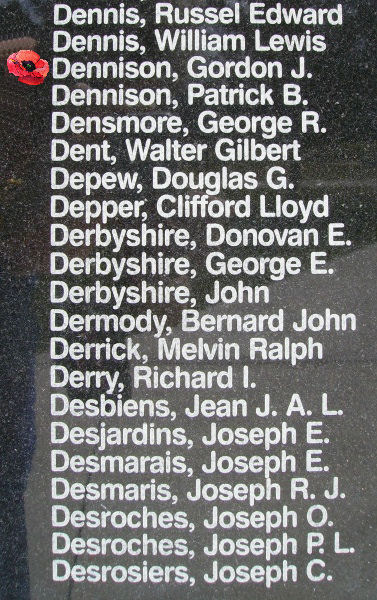 Dennis, Russel Edward
Dennis, William Lewis
Dennison, Gordon J.
Dennison, Patrick B.
Densmore, George R.
Dent, Walter Gilbert
Depew, Douglas G.
Depper, Clifford Lloyd
Derbyshire, Donovan E.
Derbyshire, George E.
Derbyshire, John
Dermody, Bernard John
Derrick, Melvin Ralph
Derry, Richard I.
Desbiens, Jean J. A. L.
Desjardins, Joseph E.
Desmarais, Joseph E.
Desmaris, Joseph R. J.
Desroches, Joseph O.
Desroches, Joseph P. L.
Desrosiers, Joseph C.